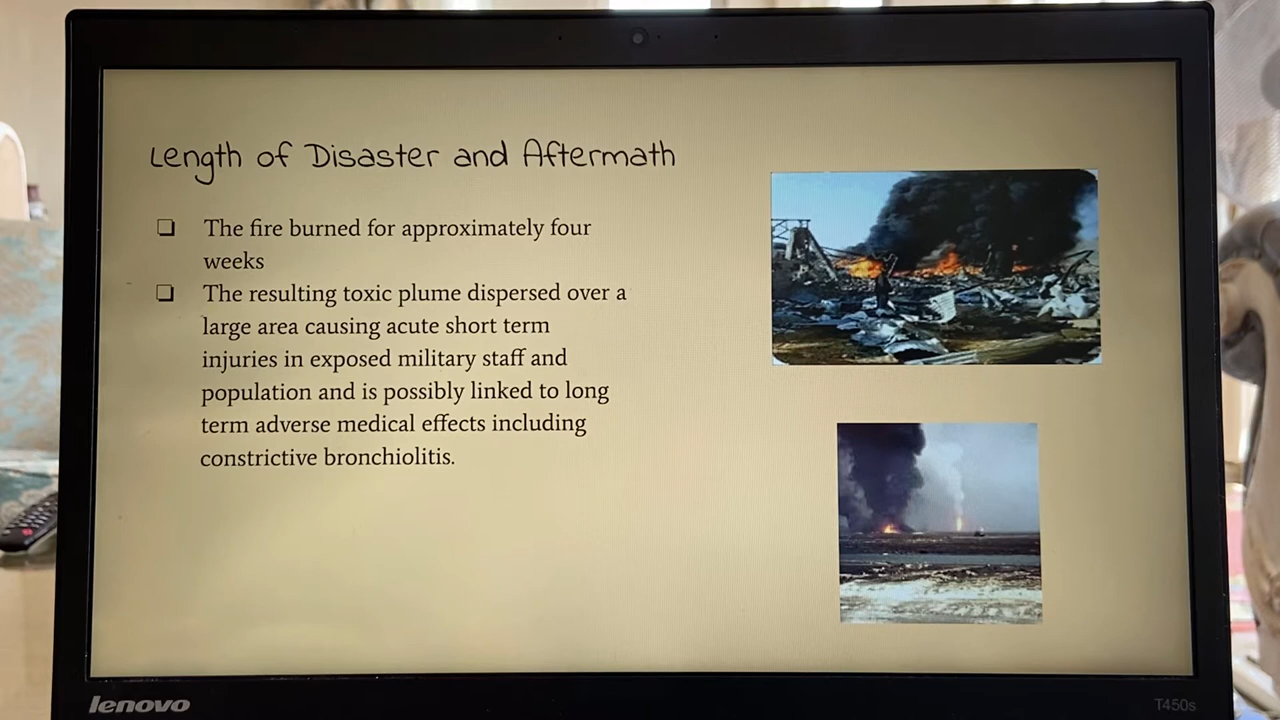 Length of Disaster and Aftermath
❏ The fire burned for approximately four
weeks
❏ The resulting toxic plume dispersed over a
large area causing acute short term
injuries in exposed military staff and
population and is possibly linked to long
term adverse medical effects including
constrictive bronchiolitis.
lenovo
T450s